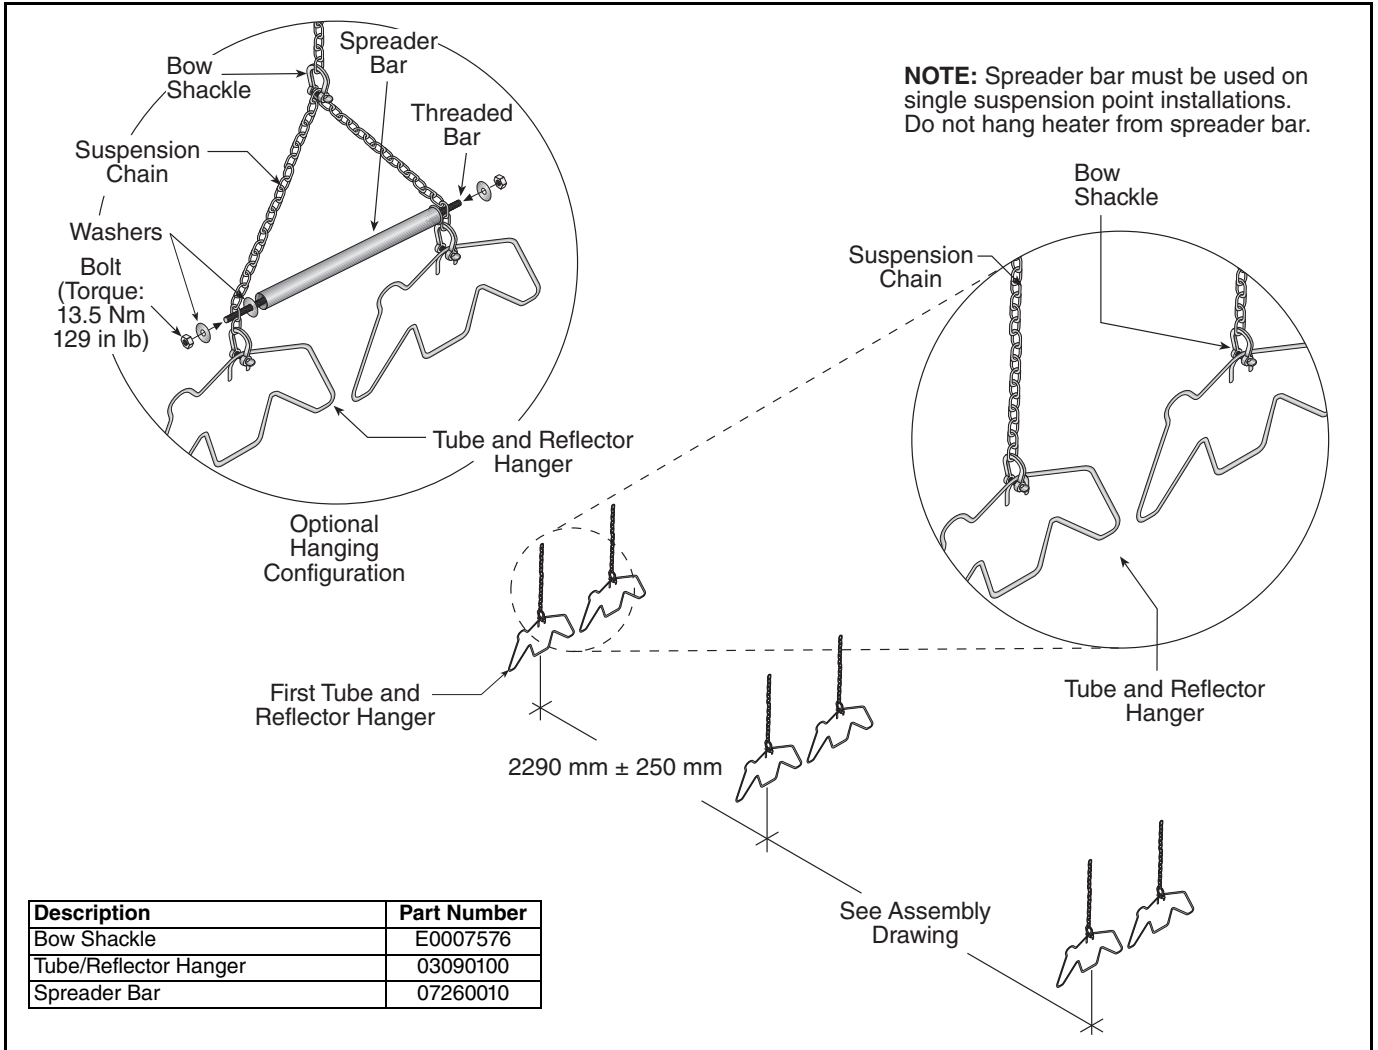 Spreader
Bar
Bow
Shackle
Threaded
Bar
Suspension
Chain
Washers
Bolt
(Torque:
13.5 Nm
129 in lb)
Tube and Reflector
Hanger
Optional
Hanging
Configuration
NOTE: Spreader bar must be used on
single suspension point installations.
Do not hang heater from spreader bar.
Bow
Shackle
Suspension
Chain
Tube and Reflector
Hanger
First Tube and
Reflector Hanger
2290 mm ± 250 mm
See Assembly
Drawing
Description Part Number
Bow Shackle E0007576
Tube/Reflector Hanger 03090100
Spreader Bar 07260010